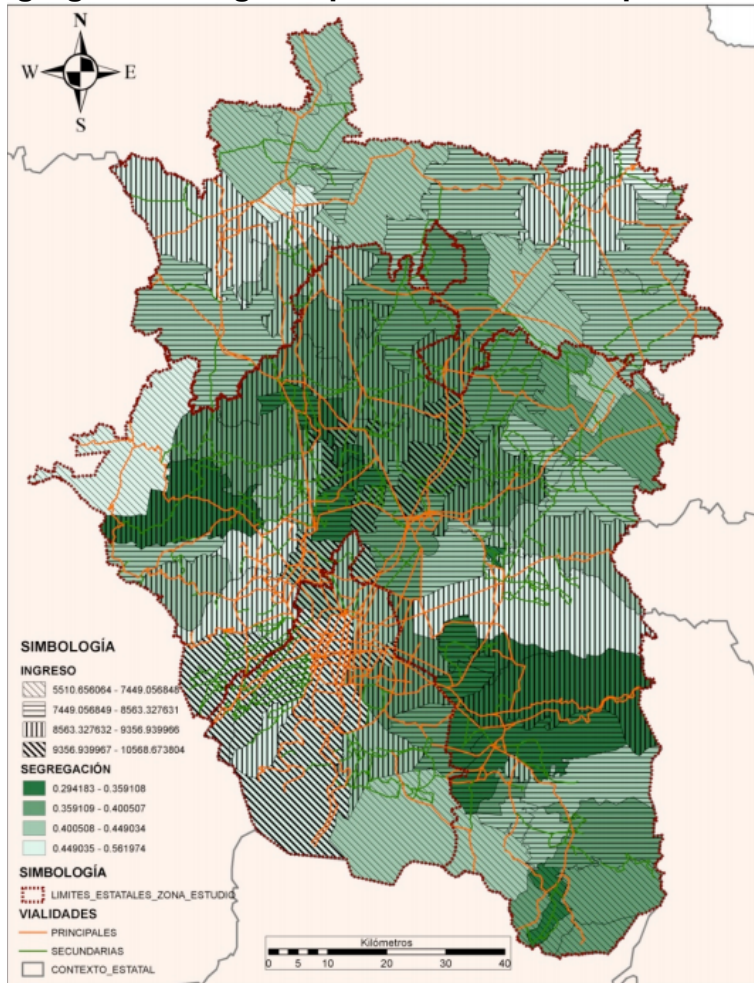 N
W E
S
SIMBOLOGÍA
INGRESO
5510.656064 - 7449.056848
7449.056849 - 8563.327631
8563.327632 - 9356.939966
9356.939967 - 10568.673804
SEGREGACIÓN
0.294183 - 0.359108
0.359109 - 0.400507
0.400508 - 0.449034
0.449035 - 0.561974
SIMBOLOGÍA
LIMITES_ESTATALES_ZONA_ESTUDIO
VIALIDADES
PRINCIPALES
SECUNDARIAS
CONTEXTO_ESTATAL
Kilómetros
0 5 10 20 30 40